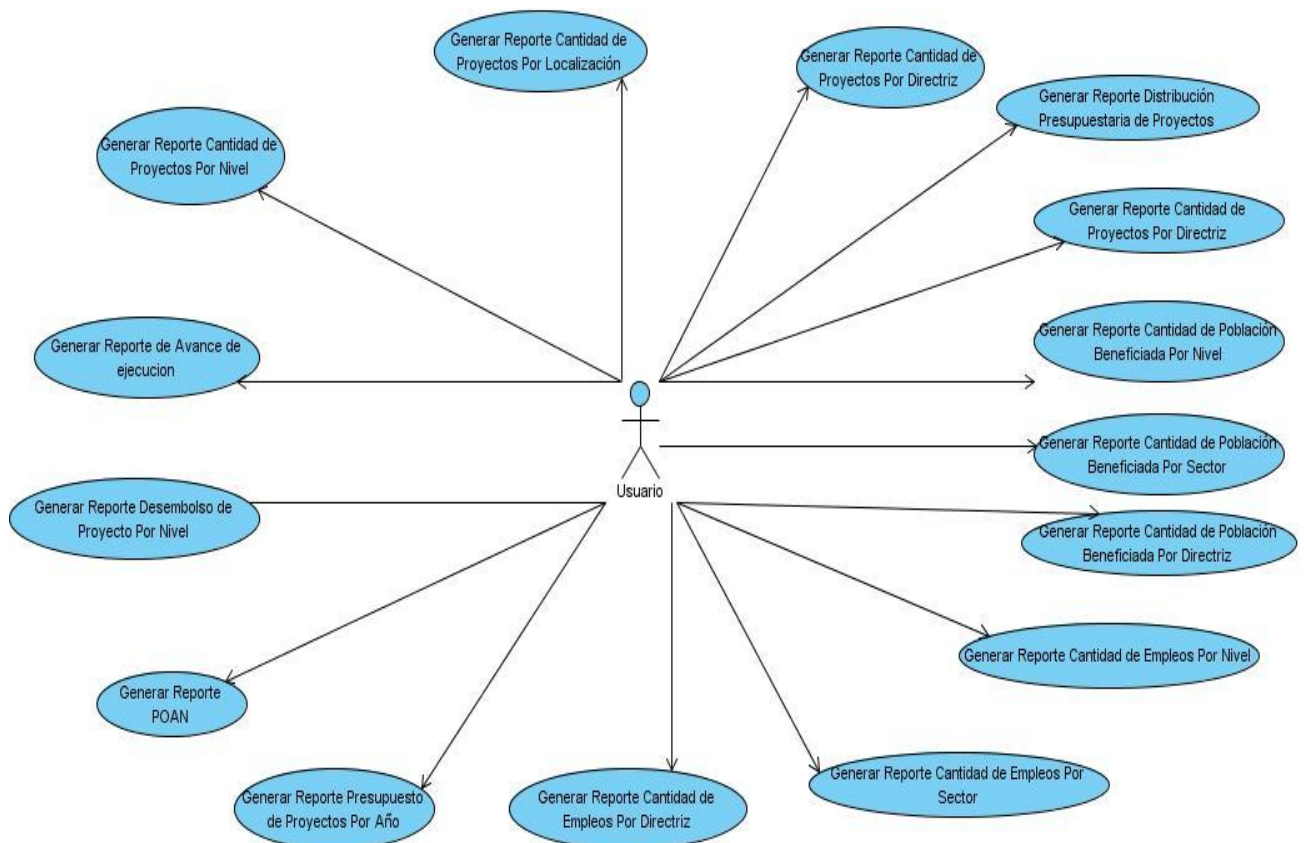 Generar Reporte Cantidad de
Proyectos Por Localización
Generar Reporte Cantidad de
Proyectos Por Directriz
Generar Reporte Distribución
Presupuestaria de Proyectos
Generar Reporte Cantidad de
Proyectos Por Nivel
Generar Reporte Cantidad de
Proyectos Por Directriz
Generar Reporte de Avance de
ejecucion
Generar Reporte Cantidad de Población
Beneficiada Por Nivel
Generar Reporte Cantidad de Población
Beneficiada Por Sector
Usuario
Generar Reporte Desembolso de
Proyecto Por Nivel
Generar Reporte Cantidad de Población
Beneficiada Por Directriz
Generar Reporte Cantidad de Empleos Por Nivel
Generar Reporte
POAN
Generar Reporte Presupuesto
de Proyectos Por Año
Generar Reporte Cantidad de
Empleos Por Directriz
Generar Reporte Cantidad de Empleos Por
Sector